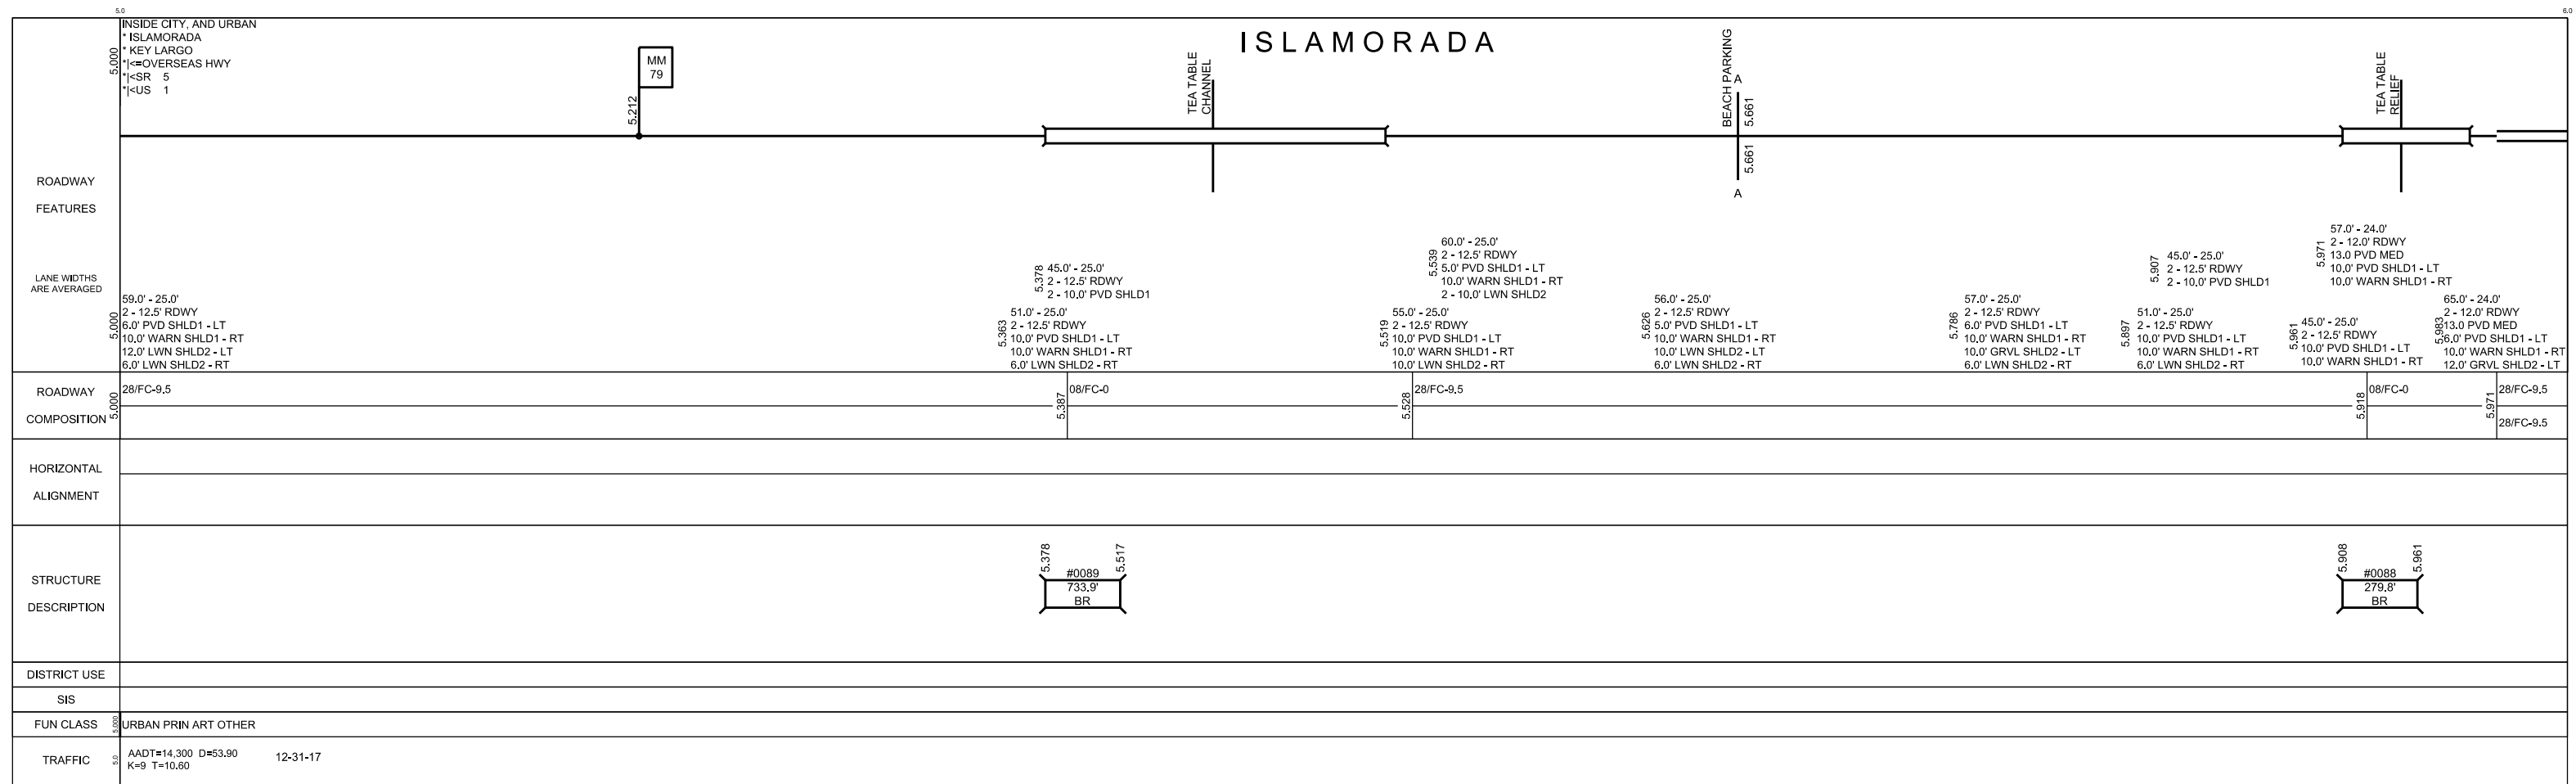 5.0
6.0
INSIDE CITY, AND URBAN
* ISLAMORADA
* KEY LARGO
*|<=OVERSEAS HWY
*|<SR 5
*|<US 1
5.000
MM
79
5.212
ISLAMORADA
TEA TABLE
CHANNEL
BEACH PARKING
A
5.661
5.661
A
TEA TABLE
RELIEF
ROADWAY
FEATURES
LANE WIDTHS
ARE AVERAGED
5.000
59.0' - 25.0'
2 - 12.5' RDWY
6.0' PVD SHLD1 - LT
10.0' WARN SHLD1 - RT
12.0' LWN SHLD2 - LT
6.0' LWN SHLD2 - RT
5.363
51.0' - 25.0'
2 - 12.5' RDWY
10.0' PVD SHLD1 - LT
10.0' WARN SHLD1 - RT
6.0' LWN SHLD2 - RT
5.378
45.0' - 25.0'
2 - 12.5' RDWY
2 - 10.0' PVD SHLD1
5.519
55.0' - 25.0'
2 - 12.5' RDWY
10.0' PVD SHLD1 - LT
10.0' WARN SHLD1 - RT
10.0' LWN SHLD2 - RT
5.539
60.0' - 25.0'
2 - 12.5' RDWY
5.0' PVD SHLD1 - LT
10.0' WARN SHLD1 - RT
2 - 10.0' LWN SHLD2
5.626
56.0' - 25.0'
2 - 12.5' RDWY
5.0' PVD SHLD1 - LT
10.0' WARN SHLD1 - RT
10.0' LWN SHLD2 - LT
6.0' LWN SHLD2 - RT
5.786
57.0' - 25.0'
2 - 12.5' RDWY
6.0' PVD SHLD1 - LT
10.0' WARN SHLD1 - RT
10.0' GRVL SHLD2 - LT
6.0' LWN SHLD2 - RT
5.897
51.0' - 25.0'
2 - 12.5' RDWY
10.0' PVD SHLD1 - LT
10.0' WARN SHLD1 - RT
6.0' LWN SHLD2 - RT
5.907
45.0' - 25.0'
2 - 12.5' RDWY
2 - 10.0' PVD SHLD1
5.961
45.0' - 25.0'
2 - 12.5' RDWY
10.0' PVD SHLD1 - LT
10.0' WARN SHLD1 - RT
5.971
57.0' - 24.0'
2 - 12.0' RDWY
13.0 PVD MED
10.0' PVD SHLD1 - LT
10.0' WARN SHLD1 - RT
5.983
65.0' - 24.0'
2 - 12.0' RDWY
13.0 PVD MED
6.0' PVD SHLD1 - LT
10.0' WARN SHLD1 - RT
12.0' GRVL SHLD2 - LT
ROADWAY
COMPOSITION
5.000
28/FC-9.5
5.387
08/FC-0
5.528
28/FC-9.5
5.918
08/FC-0
5.971
28/FC-9.5
28/FC-9.5
HORIZONTAL
ALIGNMENT
STRUCTURE
DESCRIPTION
5.378
5.517
#0089
733.9'
BR
5.908
5.961
#0088
279.8'
BR
DISTRICT USE
SIS
FUN CLASS
5.000
URBAN PRIN ART OTHER
TRAFFIC
5.0
AADT=14,300 D=53.90 12-31-17
K=9 T=10.60